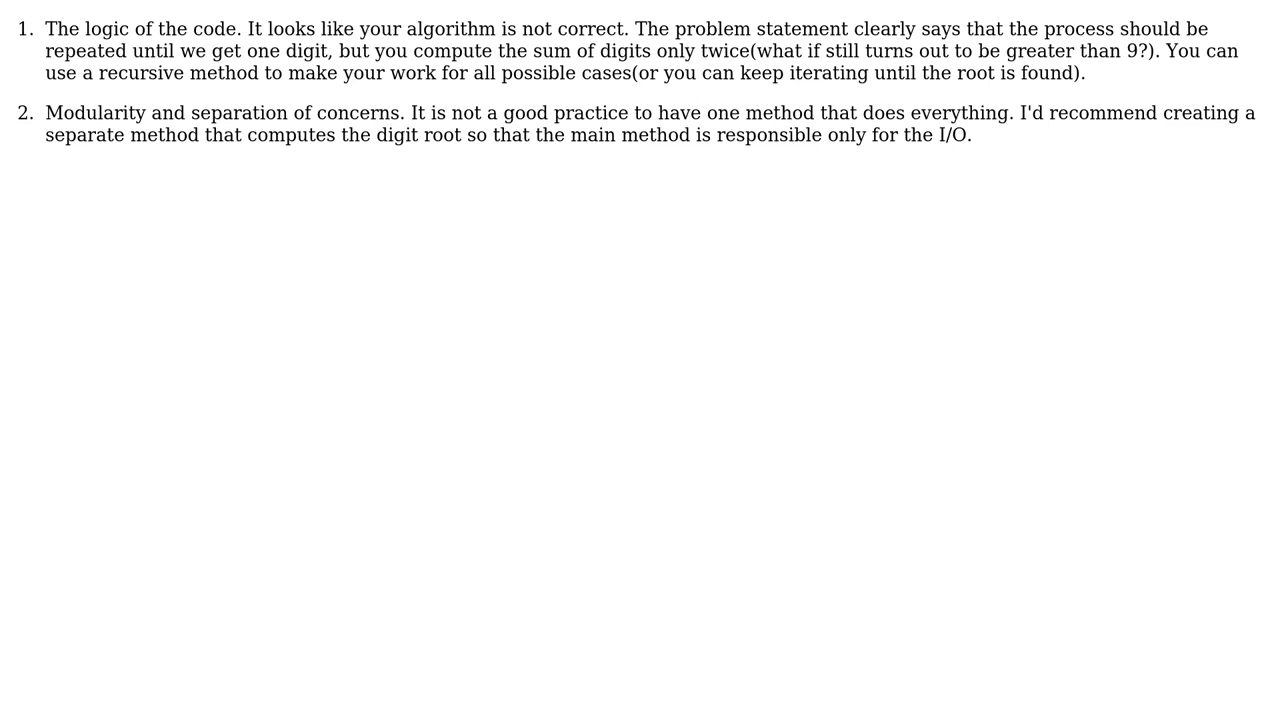 1. The logic of the code. It looks like your algorithm is not correct. The problem statement clearly says that the process should be
repeated until we get one digit, but you compute the sum of digits only twice(what if still turns out to be greater than 9?). You can
use a recursive method to make your work for all possible cases(or you can keep iterating until the root is found).
2. Modularity and separation of concerns. It is not a good practice to have one method that does everything. I'd recommend creating a
separate method that computes the digit root so that the main method is responsible only for the I/O.